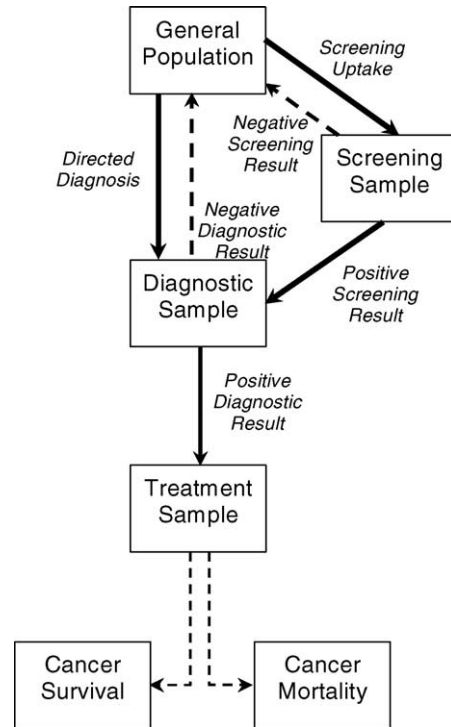 General
Population
Screening
Uptake
Negative
Screening
Result
Screening
Sample
Directed
Diagnosis
Negative
Diagnostic
Result
Diagnostic
Sample
Positive
Screening
Result
Positive
Diagnostic
Result
Treatment
Sample
Cancer
Survival
Cancer
Mortality